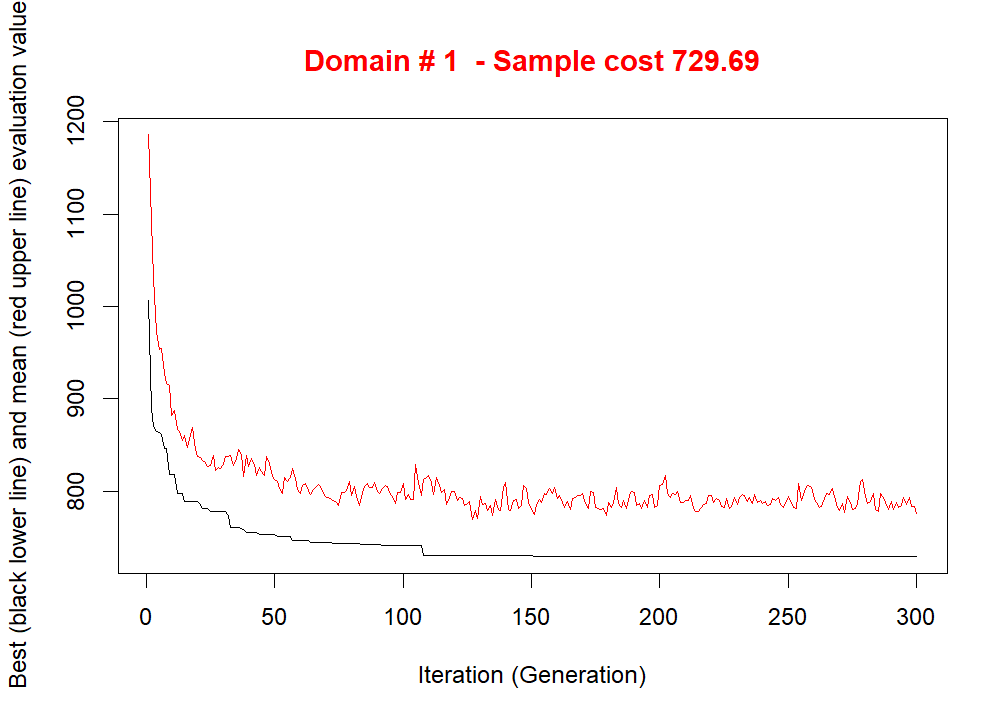 Domain # 1  - Sample cost 729.69
Best (black lower line) and mean (red upper line) evaluation value
1200
1100
1000
900
800
0 50 100 150 200 250 300
Iteration (Generation)